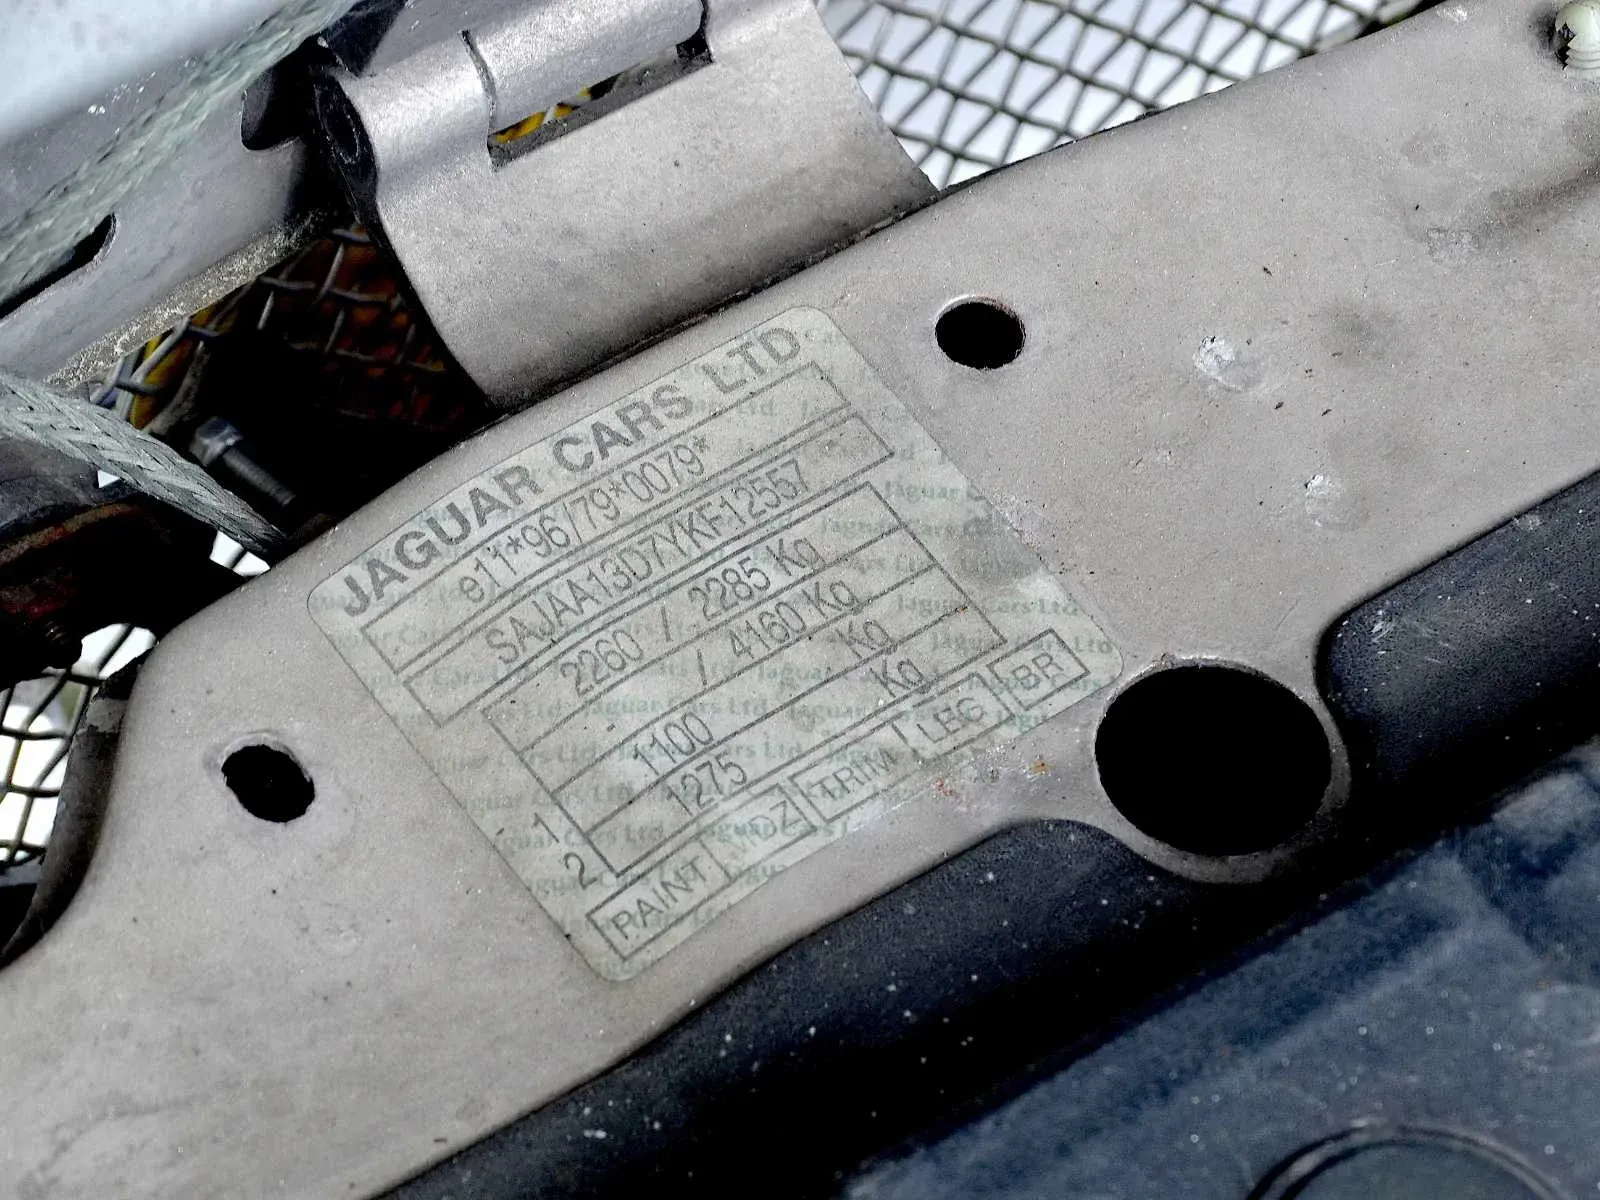 JAGUAR CARS LTD
e11*96/79*0079*
SAJAA13D7YKF12557
2260 / 2285 Kg
/ 4160 Kg
1 1100 Kg
2 1275 Kg
PAINT MDZ TRIM / LEG / BR